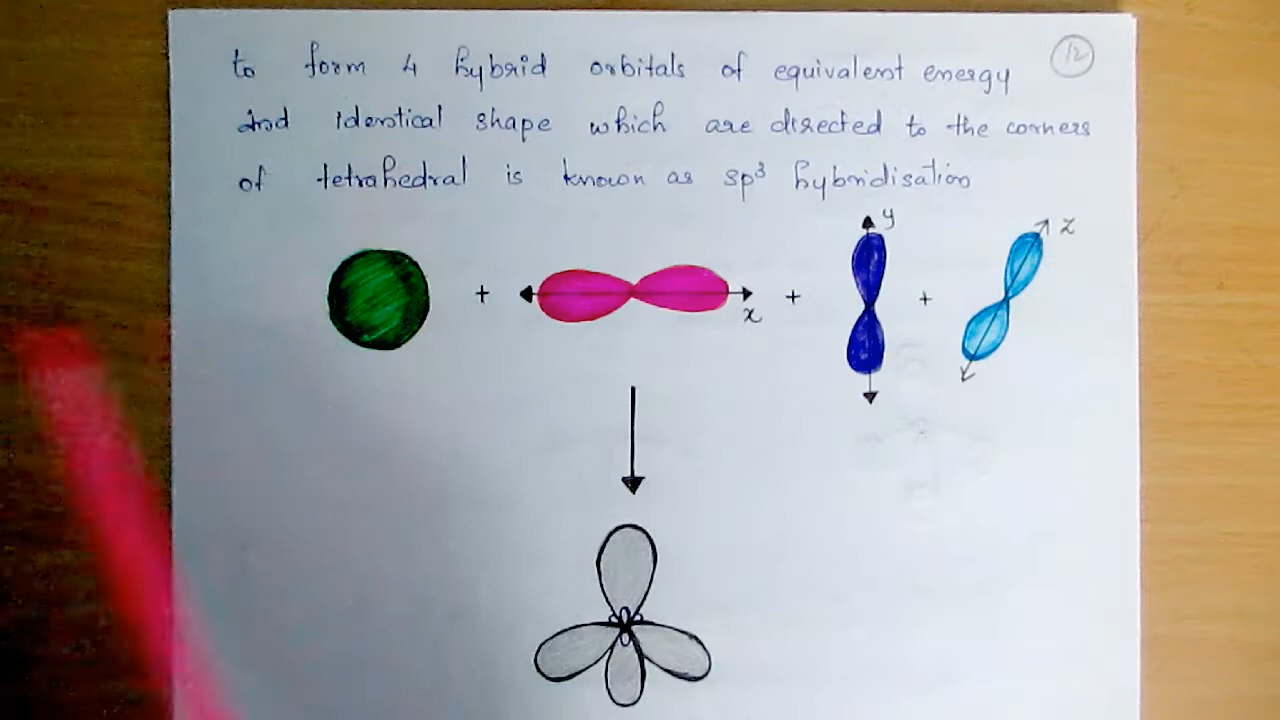 to form 4 hybrid orbitals of equivalent energy
12
and identical shape which are directed to the corners
of tetrahedral is known as sp³ hybridisation
y
z
+
x
+
+